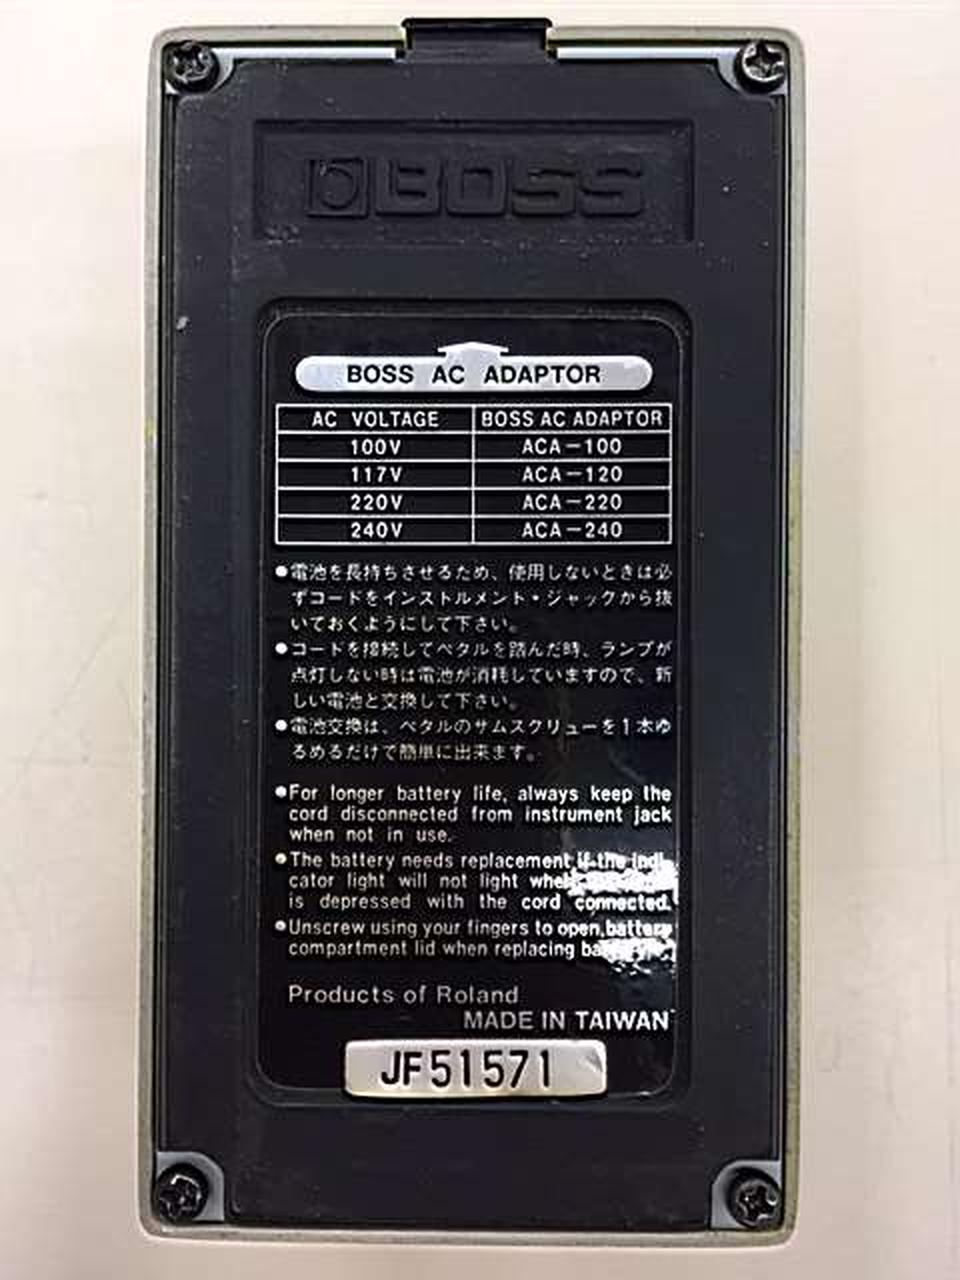 BOSS
BOSS AC ADAPTOR
AC VOLTAGE BOSS AC ADAPTOR
100V ACA-100
117V ACA-120
220V ACA-220
240V ACA-240
●電池を長持ちさせるため、使用しないときは必
ずコードをインストルメント・ジャックから抜
いておくようにして下さい。
●コードを接続してペタルを踏んだ時、ランプが
点灯しない時は電池が消耗していますので、新
しい電池と交換して下さい。
●電池交換は、ペタルのサムスクリューを1本ゆ
るめるだけで簡単に出来ます。
●For longer battery life, always keep the
cord disconnected from instrument jack
when not in use.
●The battery needs replacement if the indi-
cator light will not light when
is depressed with the cord connected.
●Unscrew using your fingers to open battery
compartment lid when replacing
Products of Roland
MADE IN TAIWAN
JF51571